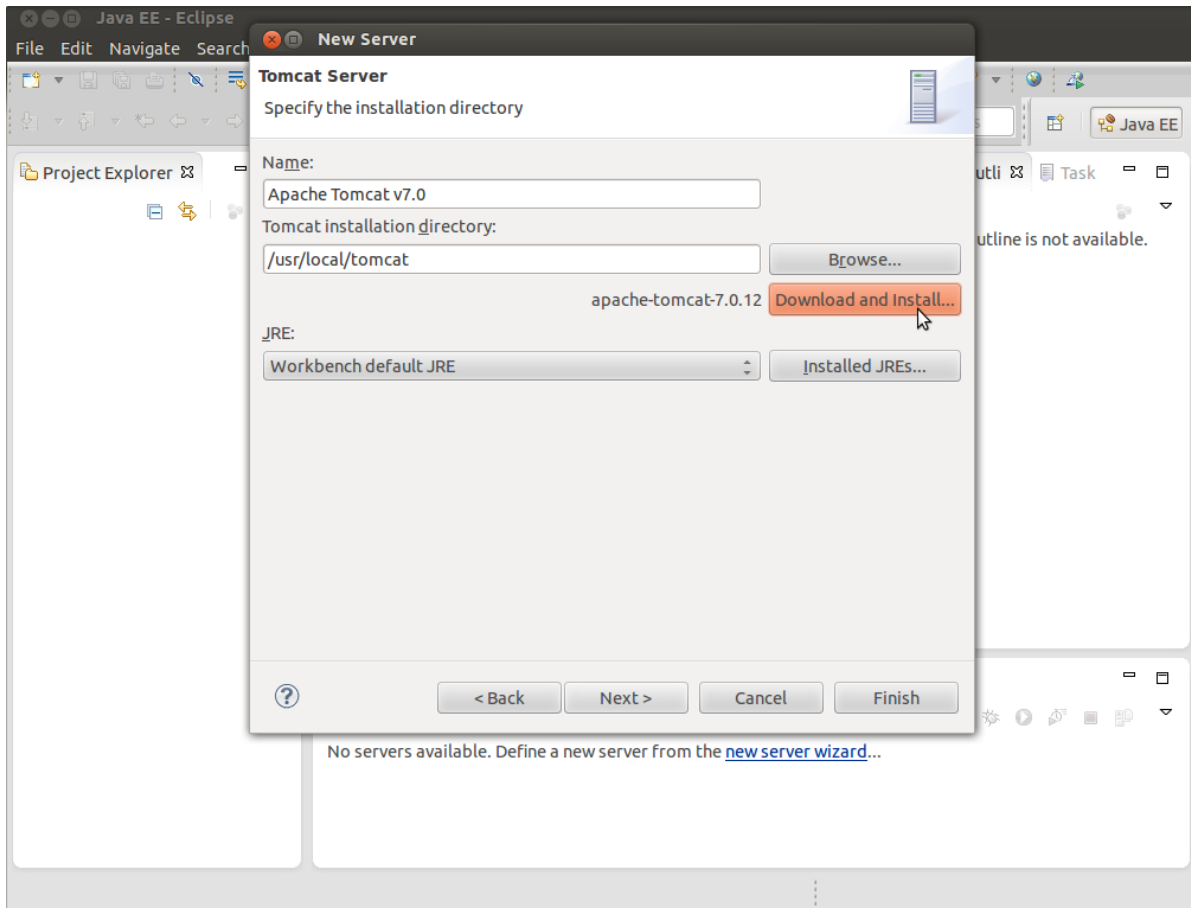 Java EE - Eclipse
File Edit Navigate Search
New Server
Tomcat Server
Specify the installation directory
Java EE
Project Explorer
utli Task
Name:
Apache Tomcat v7.0
Tomcat installation directory:
utline is not available.
/usr/local/tomcat Browse...
apache-tomcat-7.0.12 Download and Install...
JRE:
Workbench default JRE Installed JREs...
< Back Next > Cancel Finish
No servers available. Define a new server from the new server wizard...